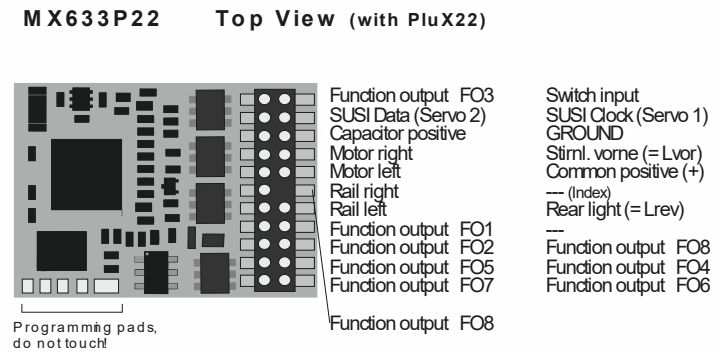 MX633P22 Top View (with PluX22)
Function output FO3 Switch input
SUSI Data (Servo 2) SUSI Clock (Servo 1)
Capacitor positive GROUND
Motor right Stirnl. vorne (= Lvor)
Motor left Common positive (+)
Rail right --- (Index)
Rail left Rear light (= Lrev)
Function output FO1 ---
Function output FO2 Function output FO8
Function output FO5 Function output FO4
Function output FO7 Function output FO6
Function output FO8
Programming pads,
do not touch!